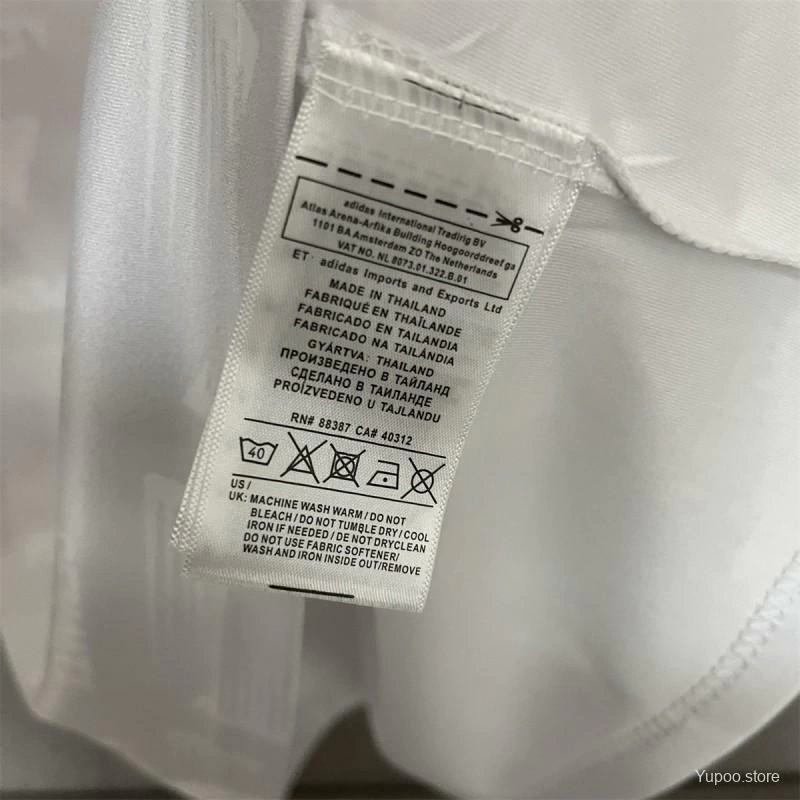 adidas International Tradirig BV
Atlas Arena-Arfika Building Hoogoorddreef ga
1101 BA Amsterdam ZO The Netherlands
VAT NO. NL 8073.01.322.B.01
ET· adidas Imports and Exports Ltd
MADE IN THAILAND
FABRIQUÉ EN THAÏLANDE
FABRICADO EN TAILANDIA
FABRICADO NA TAILÂNDIA
GYÁRTVA: THAILAND
ПРОИЗВЕДЕНО В ТАЙЛАНД
СДЕЛАНО В ТАИЛАНДЕ
PROIZVEDENO U TAJLANDU
RN# 88387 CA# 40312
40
US /
UK: MACHINE WASH WARM / DO NOT
BLEACH / DO NOT TUMBLE DRY / COOL
IRON IF NEEDED / DE NOT DRYCLEAN
DO NOT USE FABRIC SOFTENER/
WASH AND IRON INSIDE OUT/REMOVE
Yupoo.store